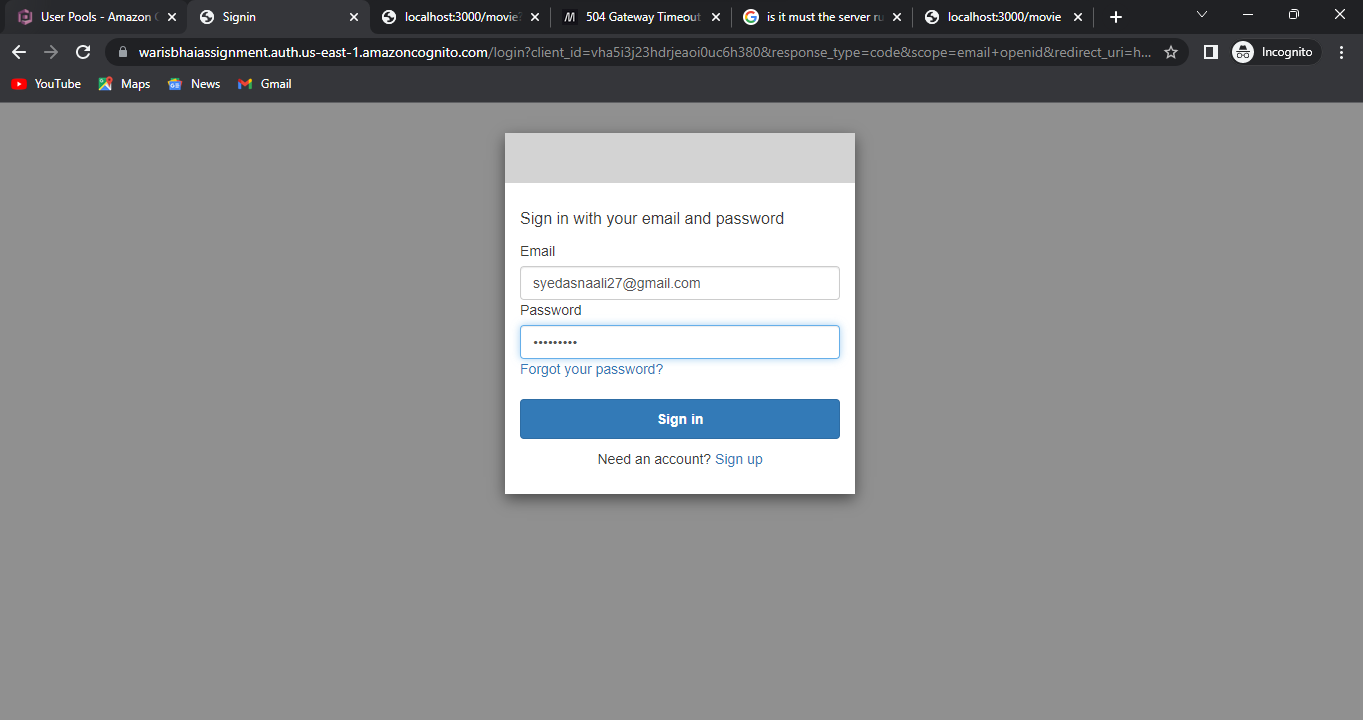 User Pools - Amazon
Signin
localhost:3000/movie?
504 Gateway Timeout
is it must the server ru
localhost:3000/movie
warisbhaiassignment.auth.us-east-1.amazoncognito.com/login?client_id=vha5i3j23hdrjeaoi0uc6h380&response_type=code&scope=email+openid&redirect_uri=h...
Incognito
YouTube
Maps
News
Gmail
Sign in with your email and password
Email
syedasnaali27@gmail.com
Password
•••••••••
Forgot your password?
Sign in
Need an account? Sign up